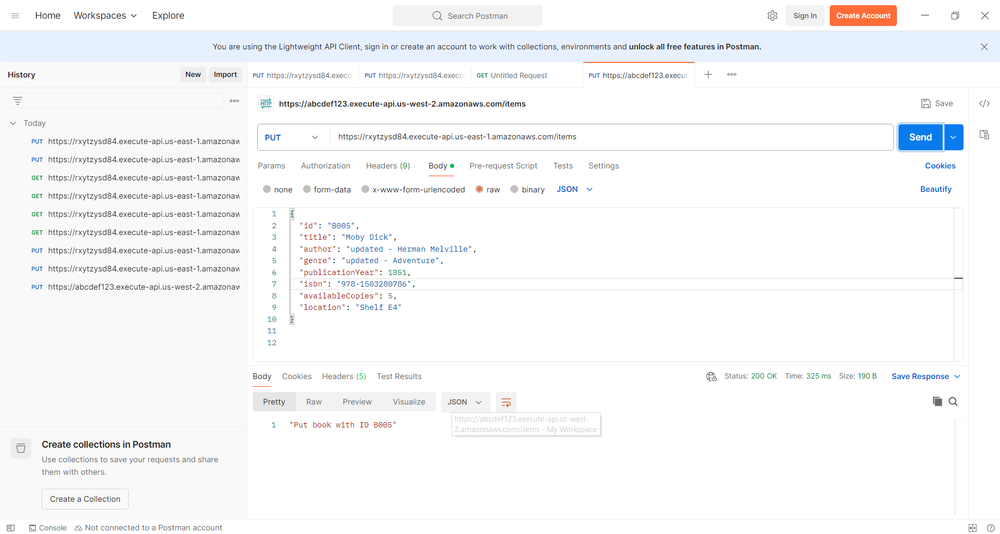 Home
Workspaces
Explore
Search Postman
Sign In
Create Account
You are using the Lightweight API Client, sign in or create an account to work with collections, environments and unlock all free features in Postman.
History
New
Import
PUT https://rxytzysd84.execu
PUT https://rxytzysd84.execu
GET Untitled Request
PUT https://abcdef123.execut
HTTP
https://abcdef123.execute-api.us-west-2.amazonaws.com/items
Save
Today
PUT https://rxytzysd84.execute-api.us-east-1.amazonaw
PUT https://rxytzysd84.execute-api.us-east-1.amazonaw
GET https://rxytzysd84.execute-api.us-east-1.amazonaw
GET https://rxytzysd84.execute-api.us-east-1.amazonaw
GET https://rxytzysd84.execute-api.us-east-1.amazonaw
GET https://rxytzysd84.execute-api.us-east-1.amazonaw
PUT https://rxytzysd84.execute-api.us-east-1.amazonaw
PUT https://rxytzysd84.execute-api.us-east-1.amazonaw
PUT https://abcdef123.execute-api.us-west-2.amazonaw
PUT
https://rxytzysd84.execute-api.us-east-1.amazonaws.com/items
Send
Params
Authorization
Headers (9)
Body
Pre-request Script
Tests
Settings
Cookies
none
form-data
x-www-form-urlencoded
raw
binary
JSON
Beautify
1 {
2 "id": "B005",
3 "title": "Moby Dick",
4 "author": "updated - Herman Melville",
5 "genre": "updated - Adventure",
6 "publicationYear": 1851,
7 "isbn": "978-1503280786",
8 "availableCopies": 5,
9 "location": "Shelf E4"
10 }
11
12
Body
Cookies
Headers (5)
Test Results
Status: 200 OK
Time: 325 ms
Size: 190 B
Save Response
Pretty
Raw
Preview
Visualize
JSON
1 "Put book with ID B005"
https://abcdef123.execute-api.us-west-
2.amazonaws.com/items - My Workspace
Create collections in Postman
Use collections to save your requests and share
them with others.
Create a Collection
Console
Not connected to a Postman account